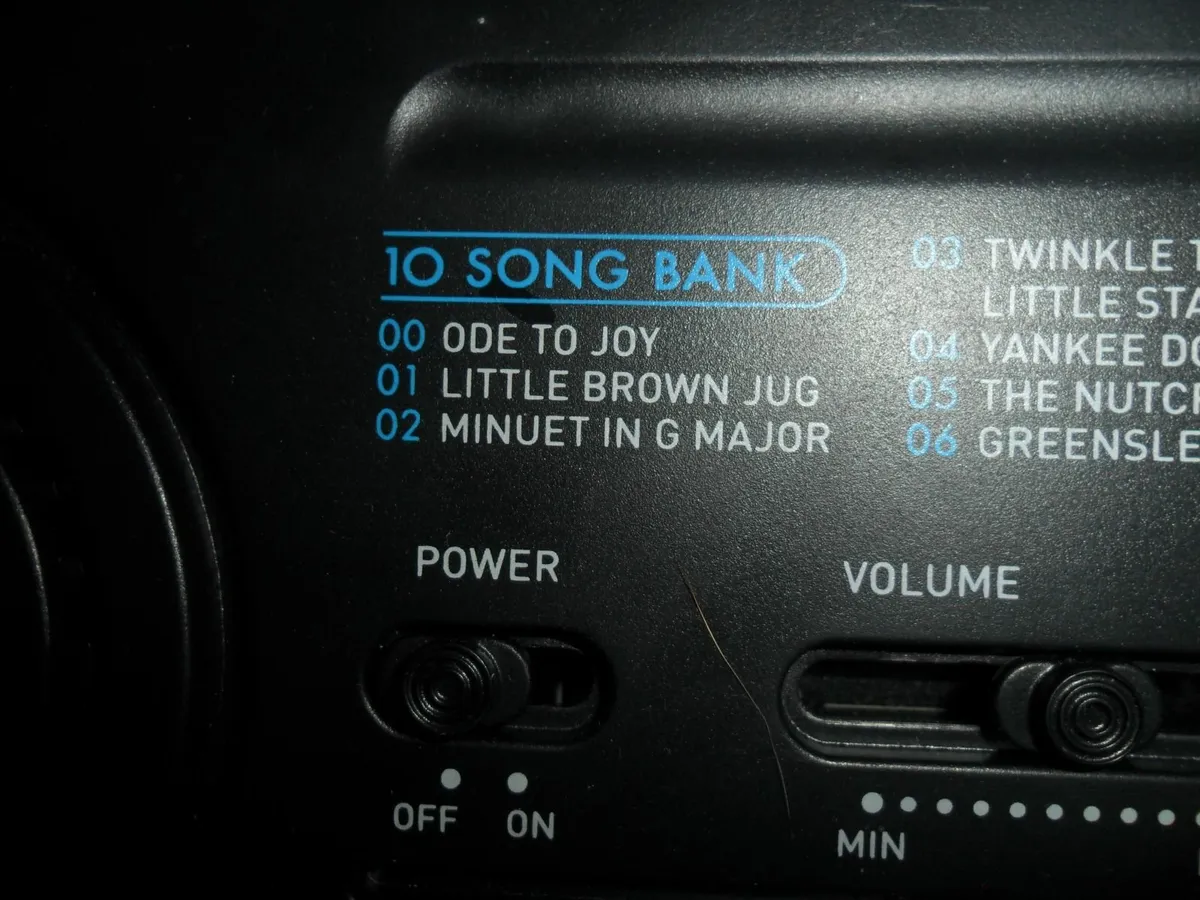 10 SONG BANK
00 ODE TO JOY
01 LITTLE BROWN JUG
02 MINUET IN G MAJOR
03 TWINKLE
LITTLE
04 YANKEE
05 THE
06
POWER
OFF ON
VOLUME
MIN